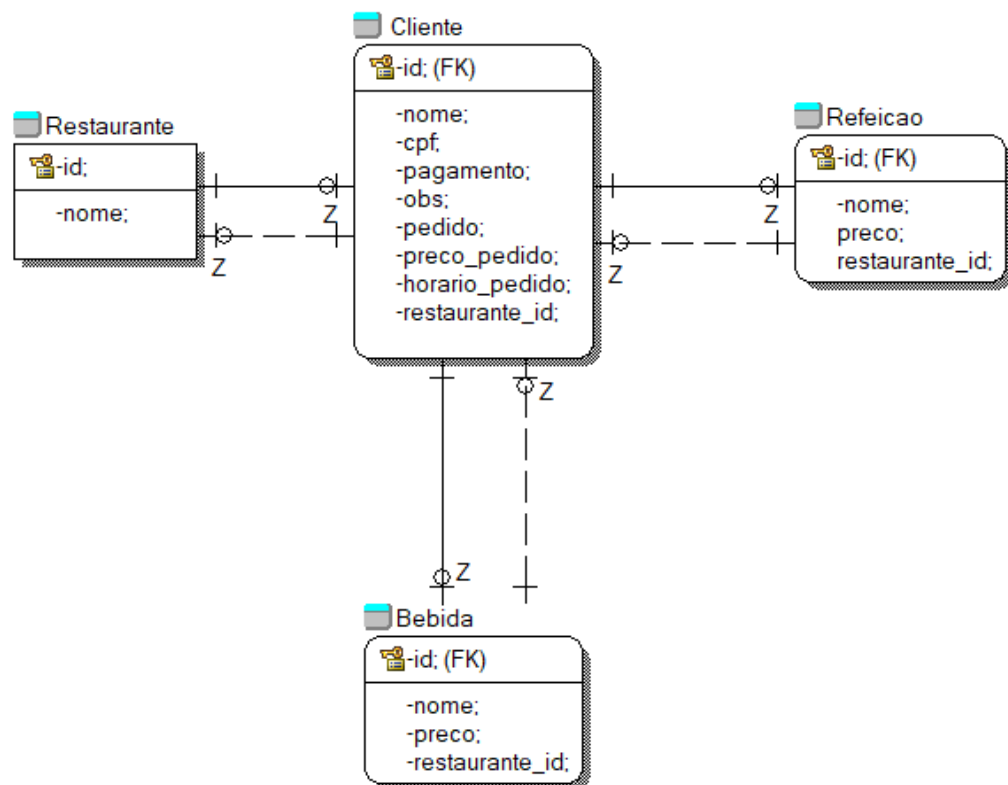 Cliente
-id; (FK)
-nome;
-cpf;
-pagamento;
-obs;
-pedido;
-preco_pedido;
-horario_pedido;
-restaurante_id;
Restaurante
-id;
-nome;
Z
Z
Refeicao
-id; (FK)
-nome;
preco;
restaurante_id;
Z
Z
Z
Z
Bebida
-id; (FK)
-nome;
-preco;
-restaurante_id;